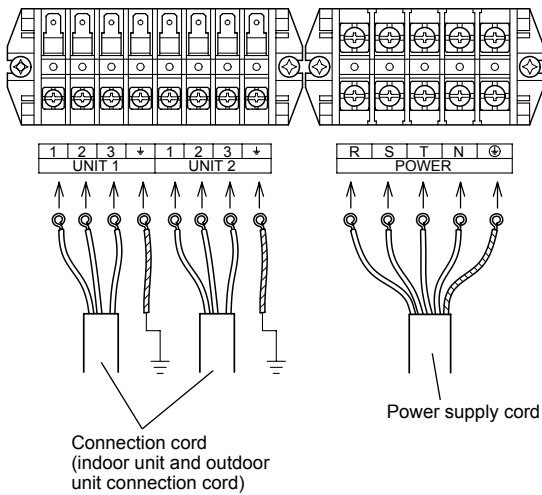 1 2 3 ⏚ 1 2 3 ⏚
UNIT 1 UNIT 2
R S T N ⏚
POWER
Power supply cord
Connection cord
(indoor unit and outdoor
unit connection cord)